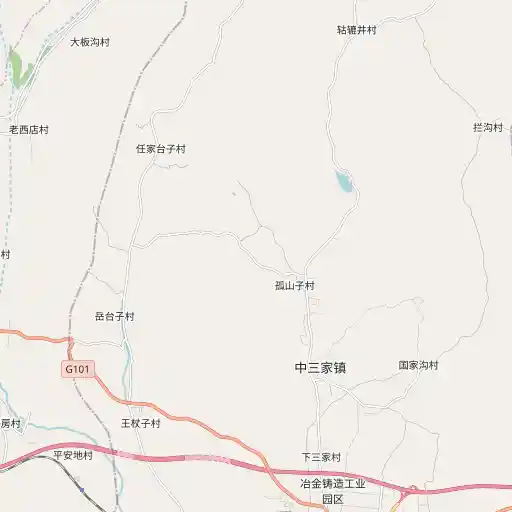 轱辘井村
大板沟村
拦沟村
老西店村
任家台子村
村
孤山子村
岳台子村
中三家镇
国家沟村
G101
房村
王杖子村
平安地村
下三家村
冶金铸造工业
园区